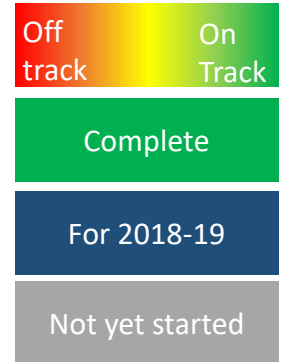 Off track
On Track
Complete
For 2018-19
Not yet started